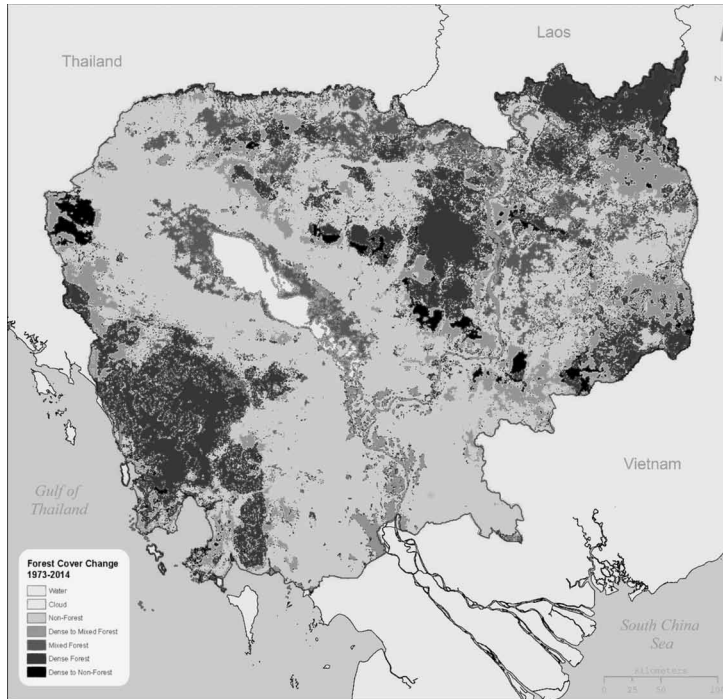 Laos
Thailand
Vietnam
Gulf of
Thailand
South China
Sea
Forest Cover Change
1973-2014
Water
Cloud
Non-Forest
Dense to Mixed Forest
Mixed Forest
Dense Forest
Dense to Non-Forest
Kilometers
0 25 50